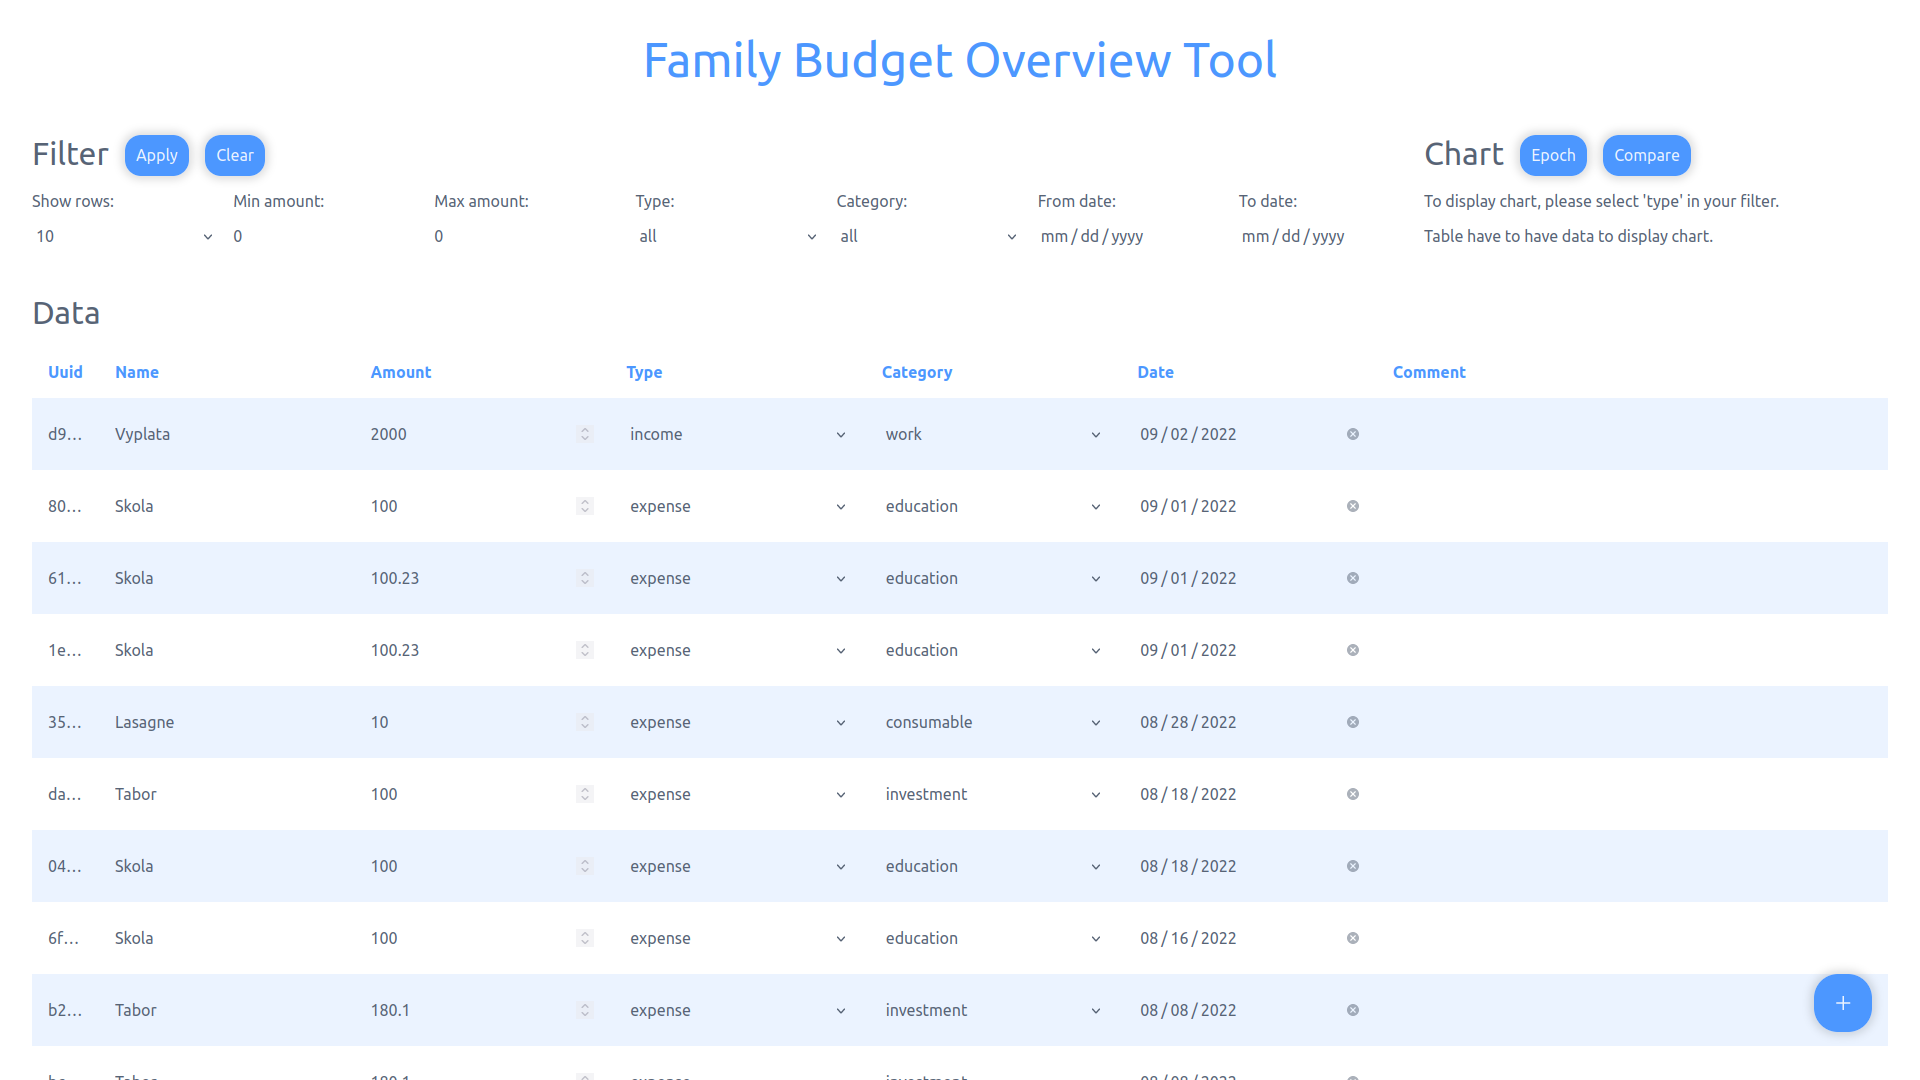 Family Budget Overview Tool
Filter Apply Clear Chart Epoch Compare
Show rows: Min amount: Max amount: Type: Category: From date: To date: To display chart, please select 'type' in your filter.
10 0 0 all all mm/dd/yyyy mm/dd/yyyy Table have to have data to display chart.
Data
Uuid Name Amount Type Category Date Comment
d9... Vyplata 2000 income work 09/02/2022
80... Skola 100 expense education 09/01/2022
61... Skola 100.23 expense education 09/01/2022
1e... Skola 100.23 expense education 09/01/2022
35... Lasagne 10 expense consumable 08/28/2022
da... Tabor 100 expense investment 08/18/2022
04... Skola 100 expense education 08/18/2022
6f... Skola 100 expense education 08/16/2022
b2... Tabor 180.1 expense investment 08/08/2022
+